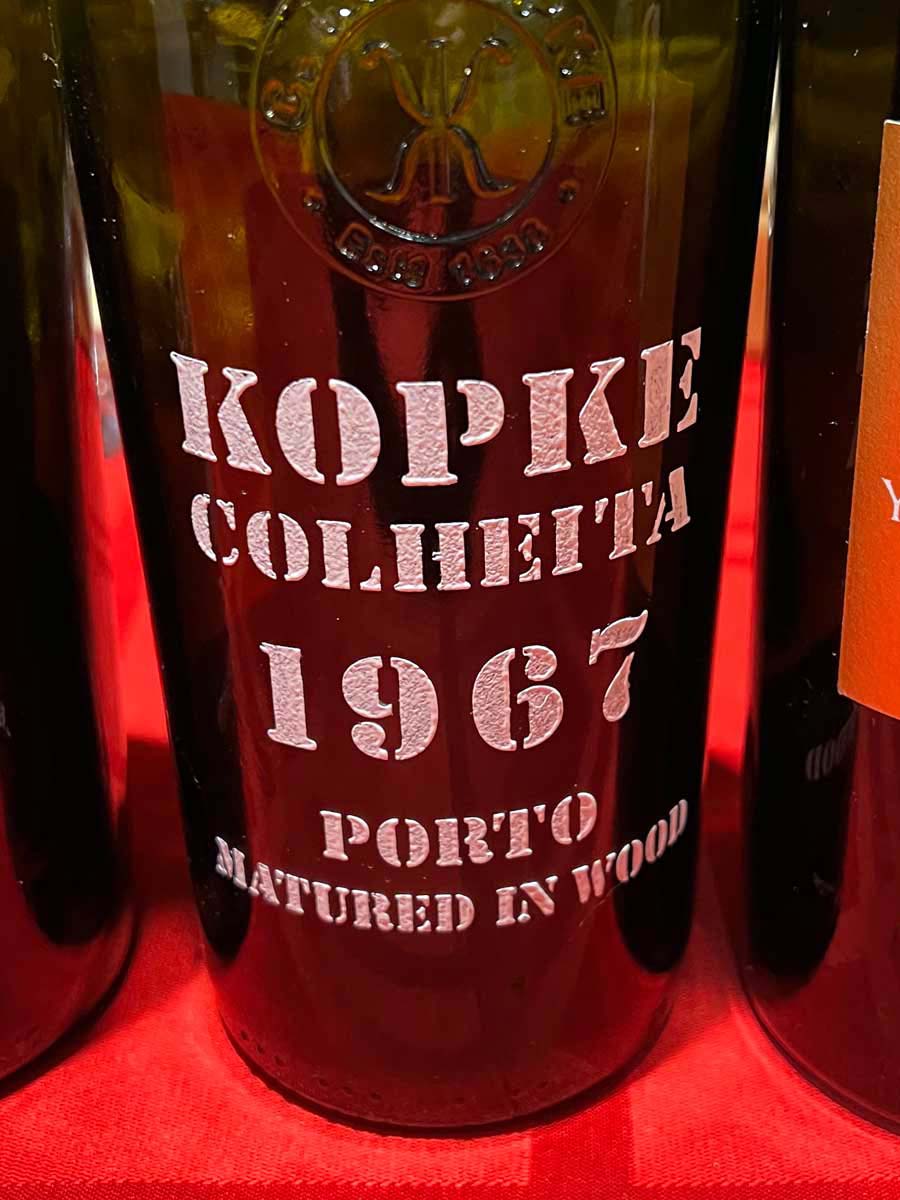 KOPKE
COLHEITA
1967
PORTO
MATURED IN WOOD
Y